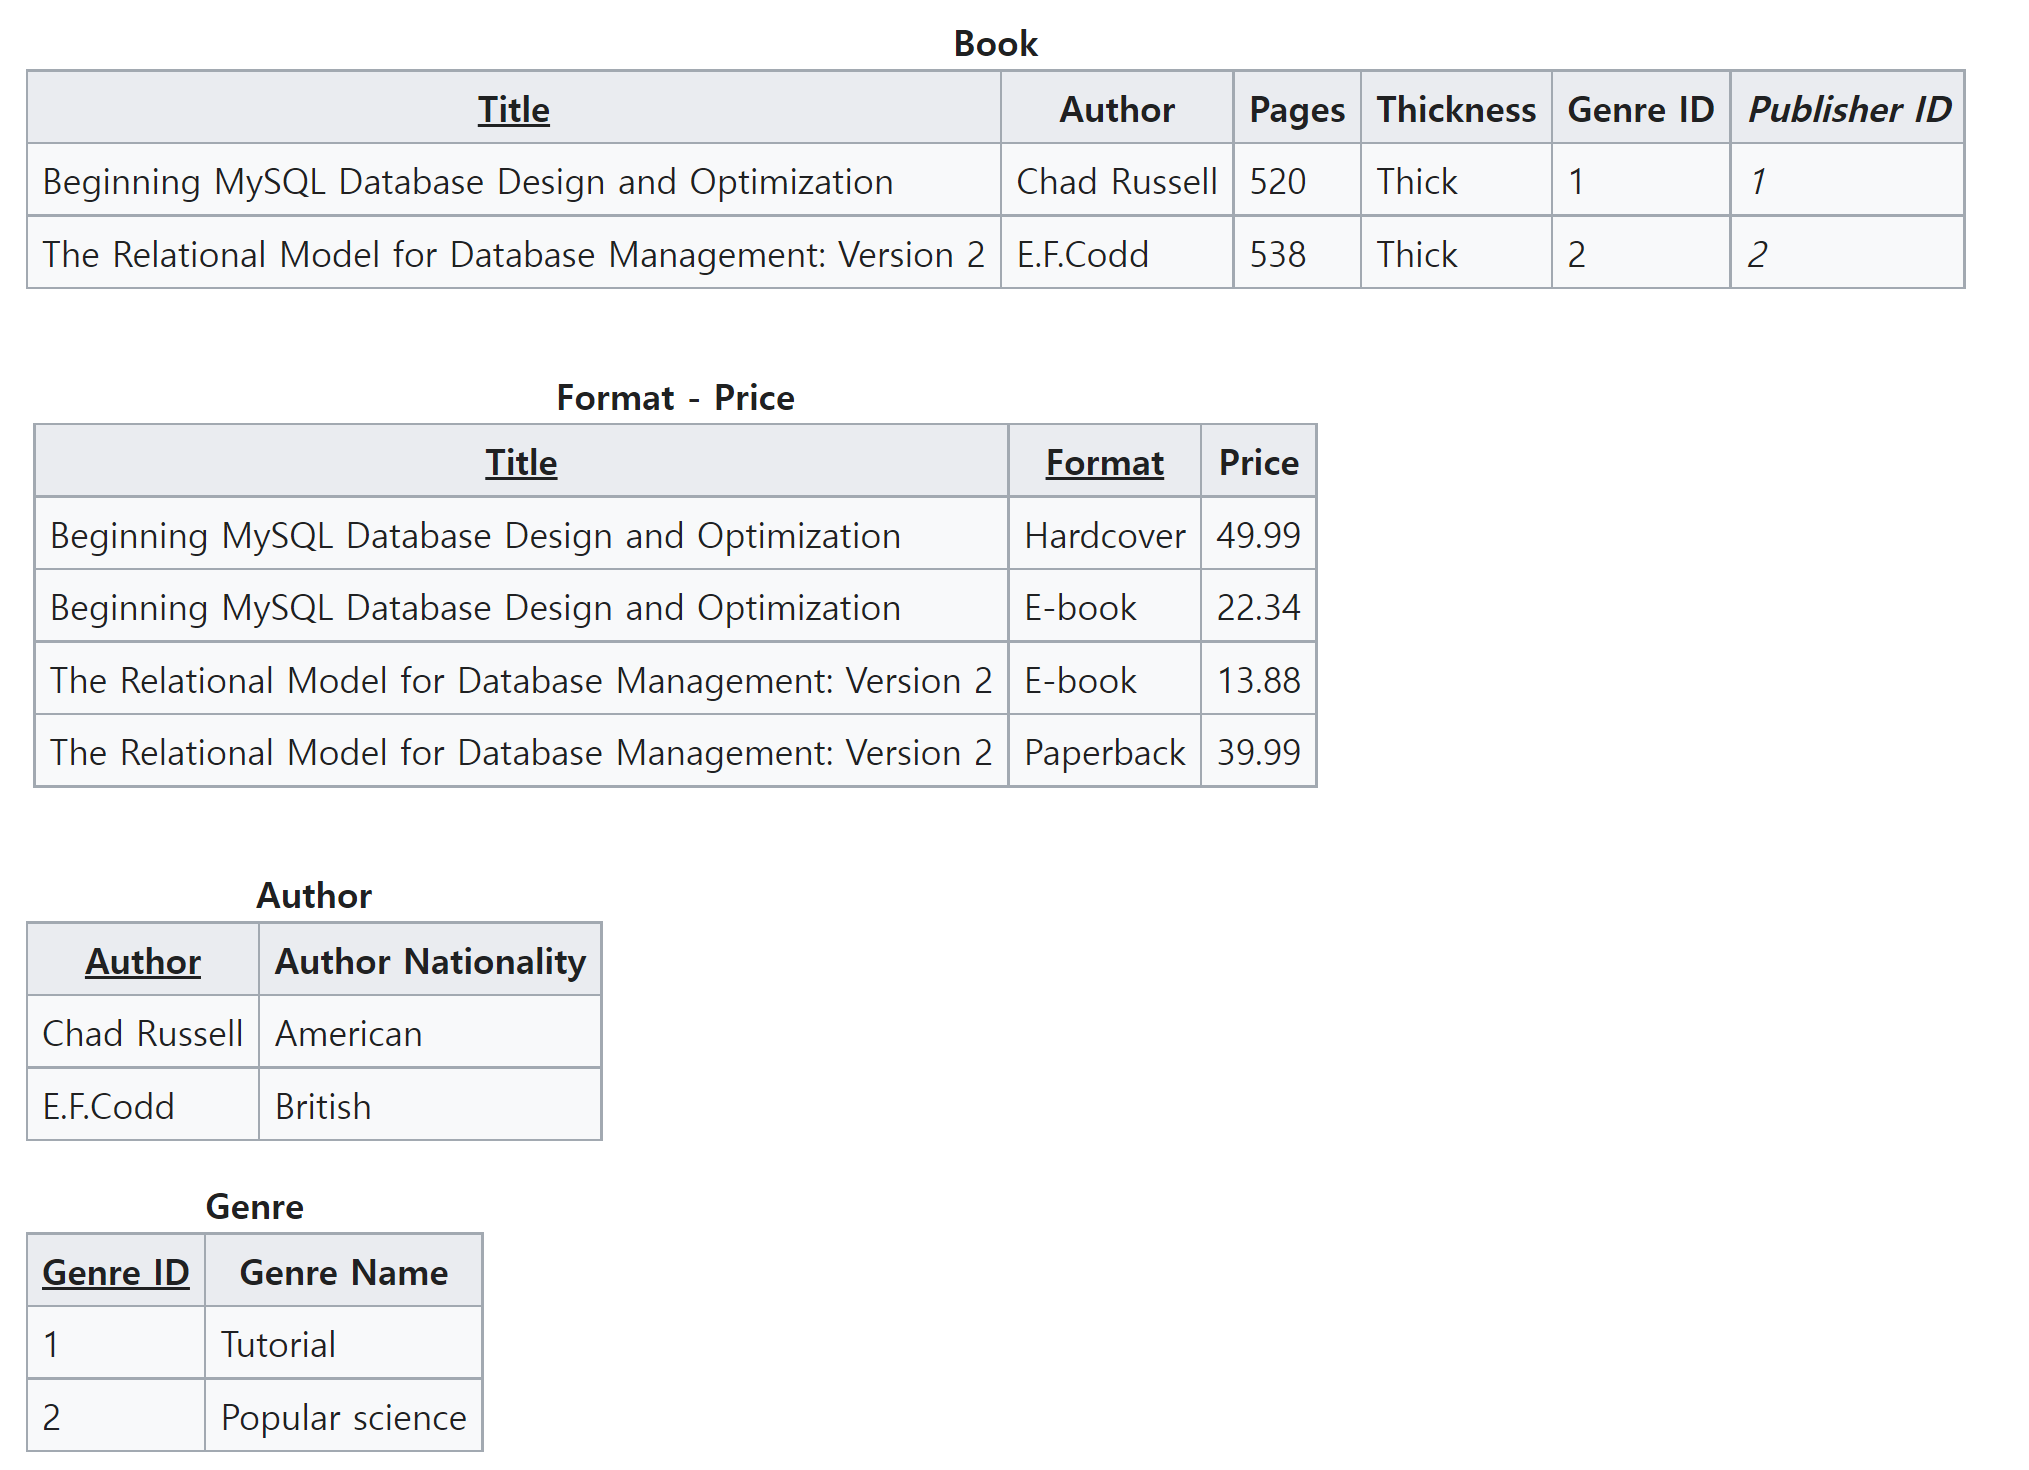 Book
Title Author Pages Thickness Genre ID Publisher ID
Beginning MySQL Database Design and Optimization Chad Russell 520 Thick 1 1
The Relational Model for Database Management: Version 2 E.F.Codd 538 Thick 2 2
Format - Price
Title Format Price
Beginning MySQL Database Design and Optimization Hardcover 49.99
Beginning MySQL Database Design and Optimization E-book 22.34
The Relational Model for Database Management: Version 2 E-book 13.88
The Relational Model for Database Management: Version 2 Paperback 39.99
Author
Author Author Nationality
Chad Russell American
E.F.Codd British
Genre
Genre ID Genre Name
1 Tutorial
2 Popular science